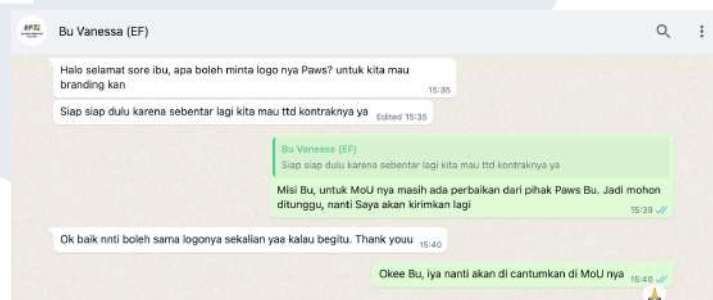 Bu Vanessa (EF)
Halo selamat sore ibu, apa boleh minta logo nya Paws? untuk kita mau
branding kan
15:35
Siap siap dulu karena sebentar lagi kita mau ttd kontraknya ya Edited 15:35
Bu Vanessa (EF)
Siap siap dulu karena sebentar lagi kita mau ttd kontraknya ya
Misi Bu, untuk MoU nya masih ada perbaikan dari pihak Paws Bu. Jadi mohon
ditunggu, nanti Saya akan kirimkan lagi
15:39
Ok baik nnti boleh sama logonya sekalian yaa kalau begitu. Thank youu 15:40
Okee Bu, iya nanti akan di cantumkan di MoU nya 15:40